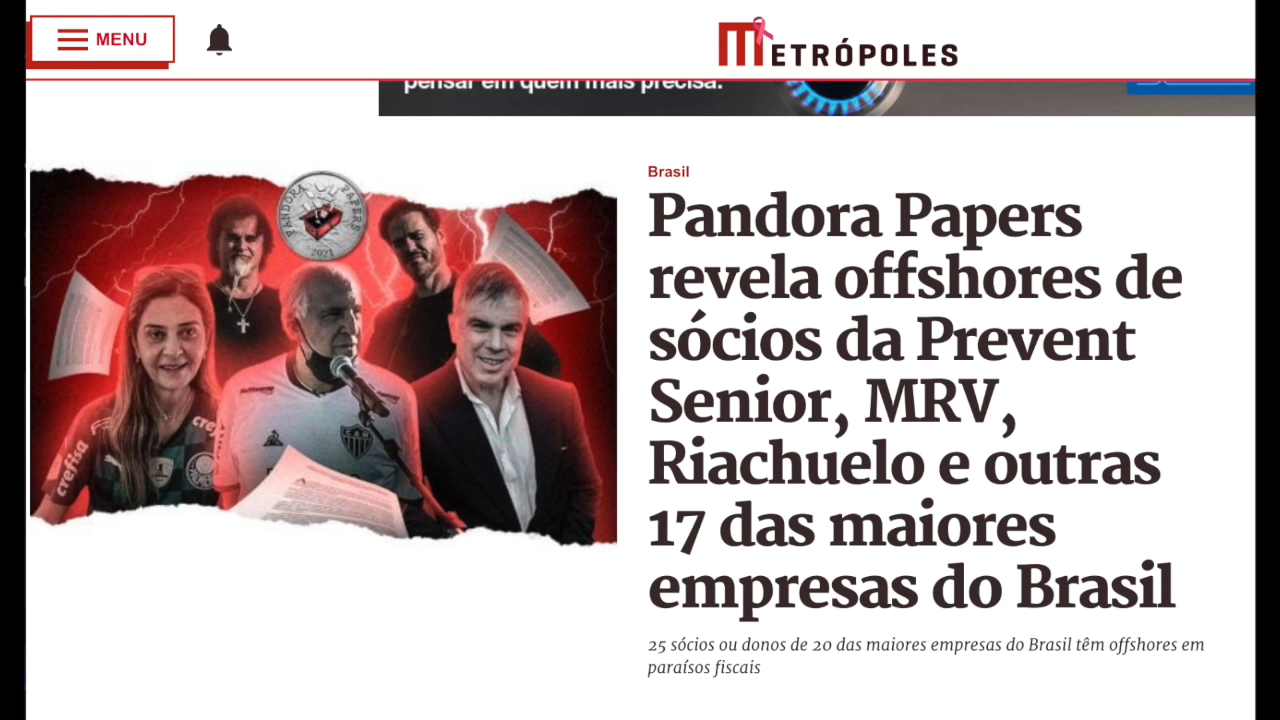 MENU
METRÓPOLES
pensar em quem mais precisa.
Brasil
Pandora Papers
revela offshores de
sócios da Prevent
Senior, MRV,
Riachuelo e outras
17 das maiores
empresas do Brasil
25 sócios ou donos de 20 das maiores empresas do Brasil têm offshores em
paraísos fiscais
PANDORA PAPERS
2021
crefisa